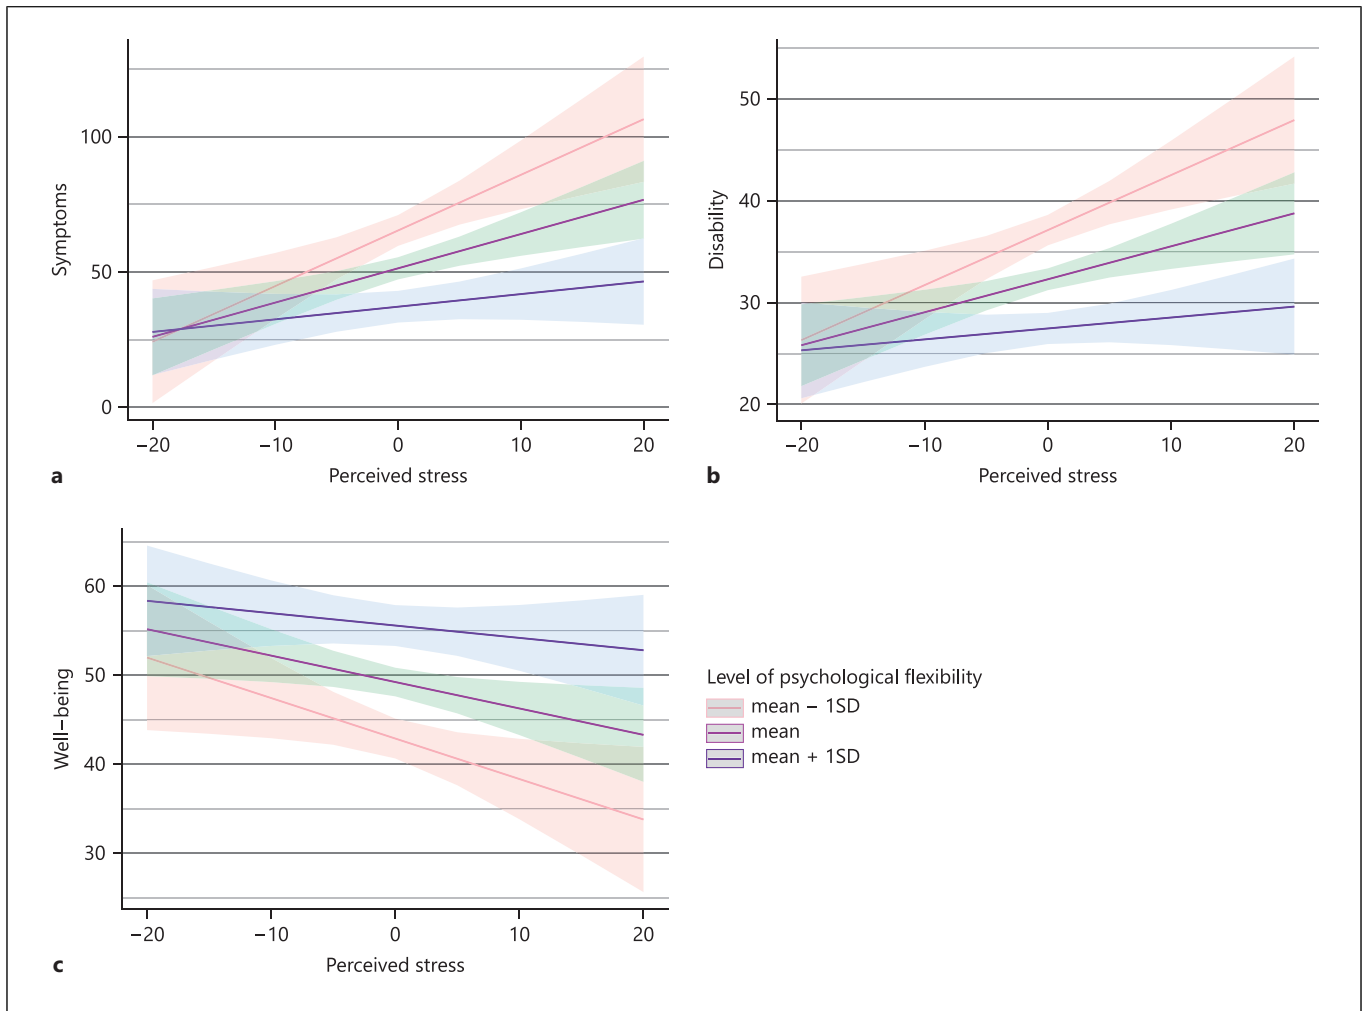 100
50
0
Symptoms
−20 −10 0 10 20
Perceived stress
a
50
40
30
20
Disability
−20 −10 0 10 20
Perceived stress
b
60
50
40
30
Well−being
−20 −10 0 10 20
Perceived stress
c
Level of psychological flexibility
mean − 1SD
mean
mean + 1SD